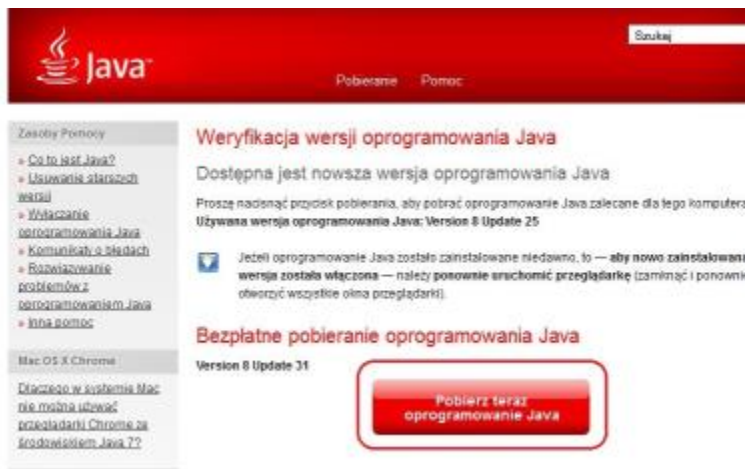 Java
Szukaj
Pobieranie Pomoc
Zasoby Pomocy
» Co to jest Java?
» Usuwanie starszych
wersji
» Wyłączanie
oprogramowania Java
» Komunikaty o błędach
» Rozwiązywanie
problemów z
oprogramowaniem Java
» Inna pomoc
Mac OS X Chrome
Dlaczego w systemie Mac
nie można używać
przeglądarki Chrome ze
środowiskiem Java 7?
Weryfikacja wersji oprogramowania Java
Dostępna jest nowsza wersja oprogramowania Java
Proszę nacisnąć przycisk pobierania, aby pobrać oprogramowanie Java zalecane dla tego komputera
Używana wersja oprogramowania Java: Version 8 Update 25
Jeżeli oprogramowanie Java zostało zainstalowane niedawno, to — aby nowo zainstalowana
wersja została włączona — należy ponownie uruchomić przeglądarkę (zamknąć i ponownie
otworzyć wszystkie okna przeglądarki).
Bezpłatne pobieranie oprogramowania Java
Version 8 Update 31
Pobierz teraz
oprogramowanie Java